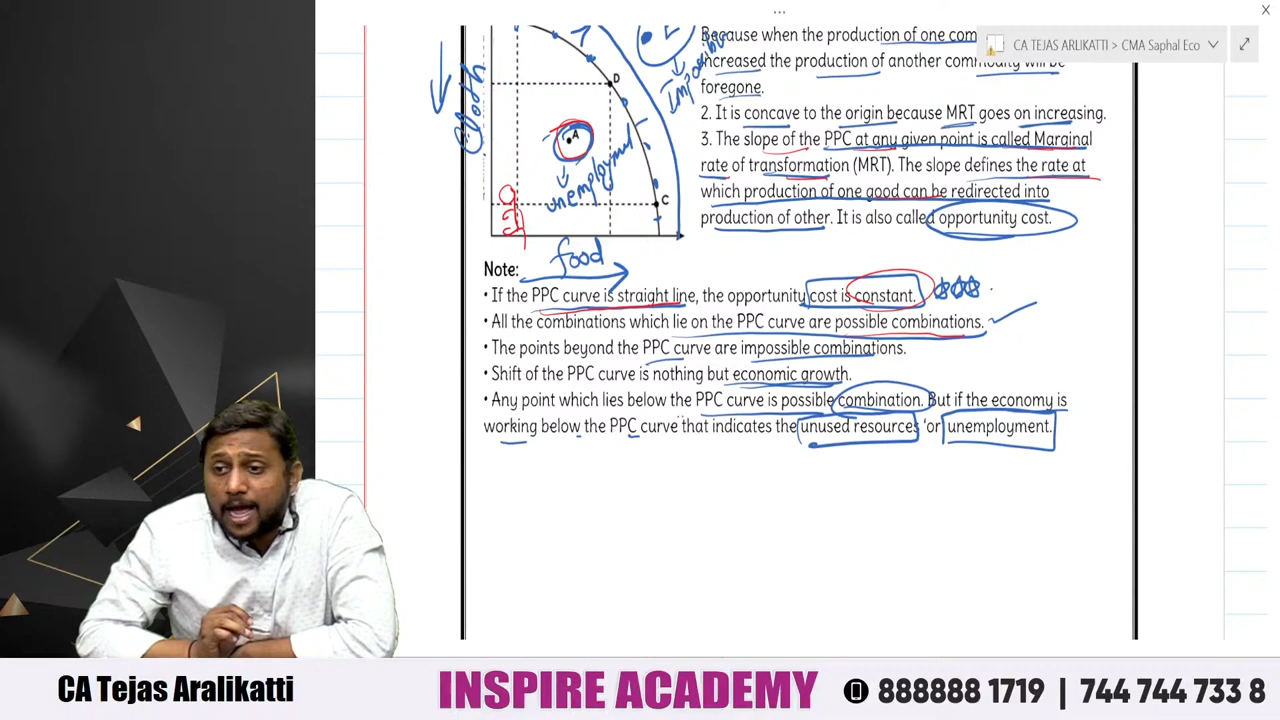 ...
CA TEJAS ARLIKATTI > CMA Saphal Eco
Because when the production of one com
increased the production of another commodity will be
foregone.
2. It is concave to the origin because MRT goes on increasing.
3. The slope of the PPC at any given point is called Marginal
rate of transformation (MRT). The slope defines the rate at
which production of one good can be redirected into
production of other. It is also called opportunity cost.
D
A
C
unemployment
food
Note:
• If the PPC curve is straight line, the opportunity cost is constant.
• All the combinations which lie on the PPC curve are possible combinations.
• The points beyond the PPC curve are impossible combinations.
• Shift of the PPC curve is nothing but economic growth.
• Any point which lies below the PPC curve is possible combination. But if the economy is
working below the PPC curve that indicates the unused resources 'or unemployment.
CA Tejas Aralikatti
INSPIRE ACADEMY
888888 1719 | 744 744 733 8